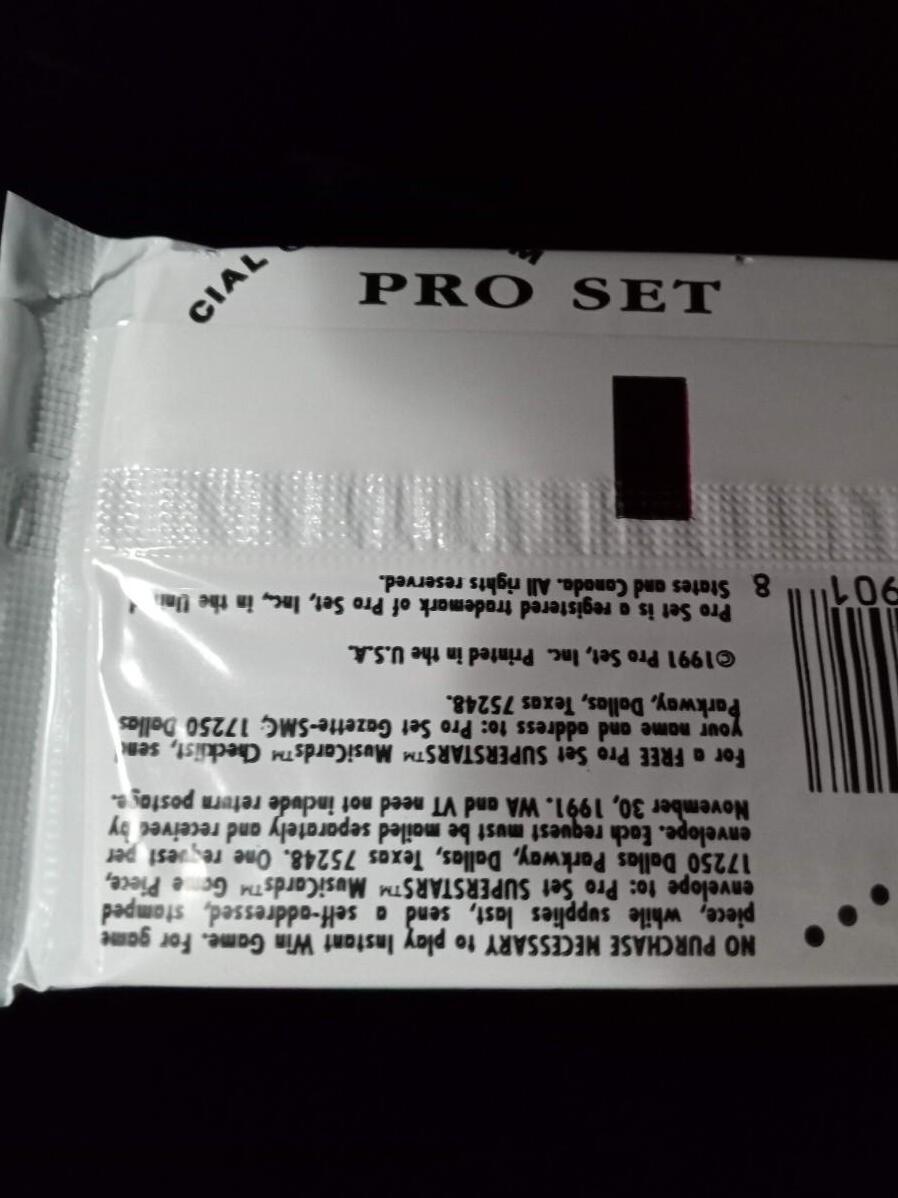 CIAL
PRO SET
NO PURCHASE NECESSARY to play Instant Win Game. For game
piece, while supplies last, send a self-addressed, stamped
envelope to: Pro Set SUPERSTARS™ MusiCards™ Game Piece,
17250 Dallas Parkway, Dallas, Texas 75248. One request per
envelope. Each request must be mailed separately and received by
November 30, 1991. WA and VT need not include return postage.
For a FREE Pro Set SUPERSTARS™ MusiCards™ Checklist, send
your name and address to: Pro Set Gazette-SMC, 17250 Dallas
Parkway, Dallas, Texas 75248.
©1991 Pro Set, Inc. Printed in the U.S.A.
Pro Set is a registered trademark of Pro Set, Inc., in the United
States and Canada. All rights reserved.
901 8